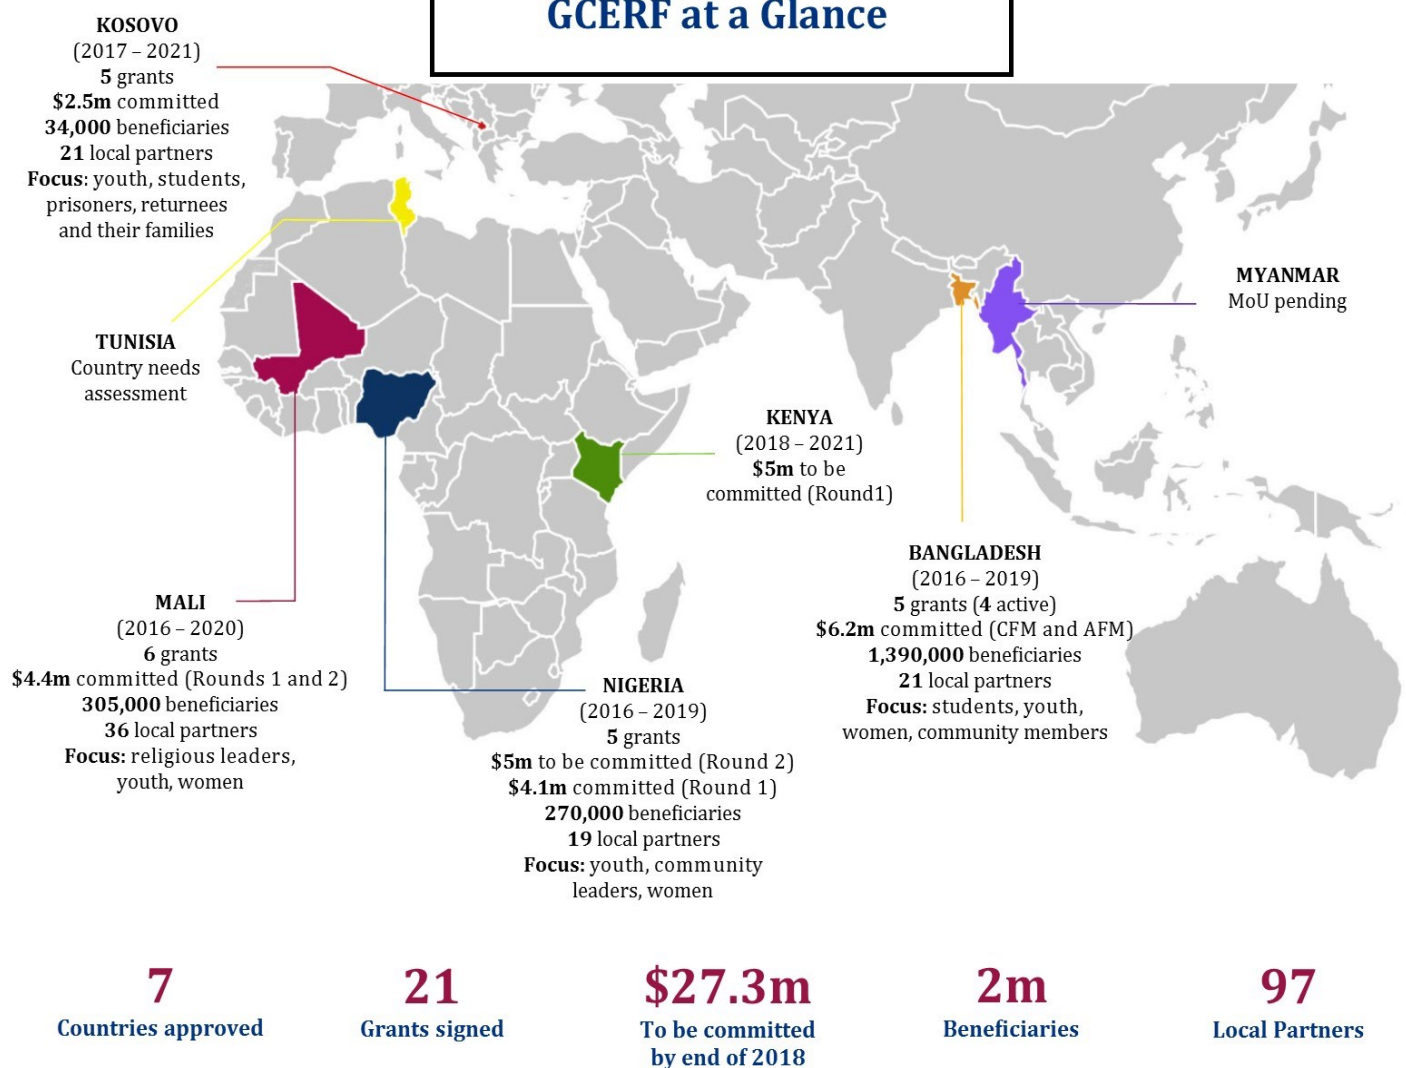 GCERF at a Glance
KOSOVO
(2017 – 2021)
5 grants
$2.5m committed
34,000 beneficiaries
21 local partners
Focus: youth, students,
prisoners, returnees
and their families
TUNISIA
Country needs
assessment
MYANMAR
MoU pending
KENYA
(2018 – 2021)
$5m to be
committed (Round1)
BANGLADESH
(2016 – 2019)
5 grants (4 active)
$6.2m committed (CFM and AFM)
1,390,000 beneficiaries
21 local partners
Focus: students, youth,
women, community members
MALI
(2016 – 2020)
6 grants
$4.4m committed (Rounds 1 and 2)
305,000 beneficiaries
36 local partners
Focus: religious leaders,
youth, women
NIGERIA
(2016 – 2019)
5 grants
$5m to be committed (Round 2)
$4.1m committed (Round 1)
270,000 beneficiaries
19 local partners
Focus: youth, community
leaders, women
7
Countries approved
21
Grants signed
$27.3m
To be committed
by end of 2018
2m
Beneficiaries
97
Local Partners